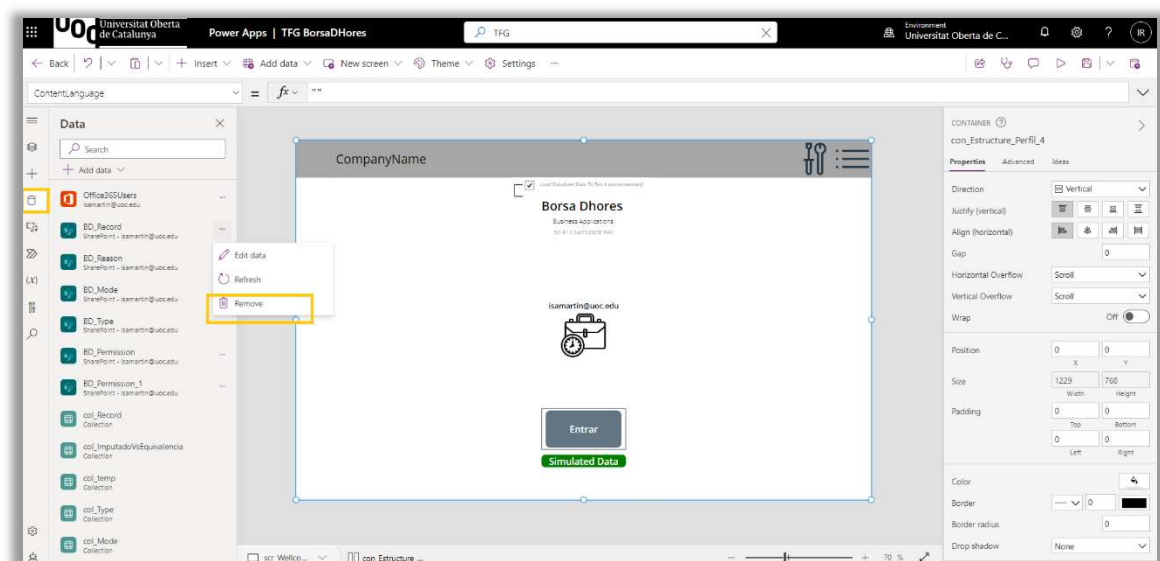 UOC Universitat Oberta
de Catalunya
Power Apps | TFG BorsaDHores
TFG
Environment
Universitat Oberta de C...
?
IR
Back
Insert
Add data
New screen
Theme
Settings
...
ContentLanguage
= fx ""
Data
Search
Add data
Office365Users
isamartin@uoc.edu
...
BD_Record
SharePoint - isamartin@uoc.edu
...
BD_Reason
SharePoint - isamartin@uoc.edu
BD_Mode
SharePoint - isamartin@uoc.edu
BD_Type
SharePoint - isamartin@uoc.edu
BD_Permission
SharePoint - isamartin@uoc.edu
...
BD_Permission_1
SharePoint - isamartin@uoc.edu
...
col_Record
Collection
col_ImputadoVsEquivalencia
Collection
col_temp
Collection
col_Type
Collection
col_Mode
Collection
Edit data
Refresh
Remove
CompanyName
Borsa Dhores
Business Applications
isamartin@uoc.edu
Entrar
Simulated Data
scr_Wellco...
con_Estructure ...
70 %
CONTAINER
con_Estructure_Perfil_4
Properties Advanced Ideas
Direction Vertical
Justify (vertical)
Align (horizontal)
Gap 0
Horizontal Overflow Scroll
Vertical Overflow Scroll
Wrap Off
Position 0 0
X Y
Size 1229 768
Width Height
Padding 0 0
Top Bottom
0 0
Left Right
Color
Border 0
Border radius 0
Drop shadow None